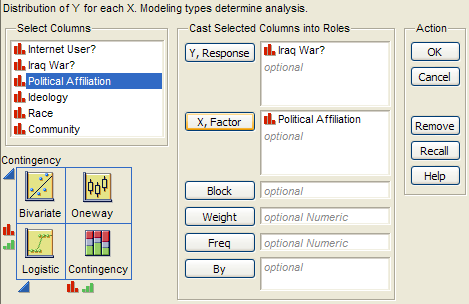 Distribution of Y for each X. Modeling types determine analysis.
Select Columns
Internet User?
Iraq War?
Political Affiliation
Ideology
Race
Community
Contingency
Bivariate Oneway
Logistic Contingency
Cast Selected Columns into Roles
Y, Response
Iraq War?
optional
X, Factor
Political Affiliation
optional
Block
optional
Weight
optional Numeric
Freq
optional Numeric
By
optional
Action
OK
Cancel
Remove
Recall
Help